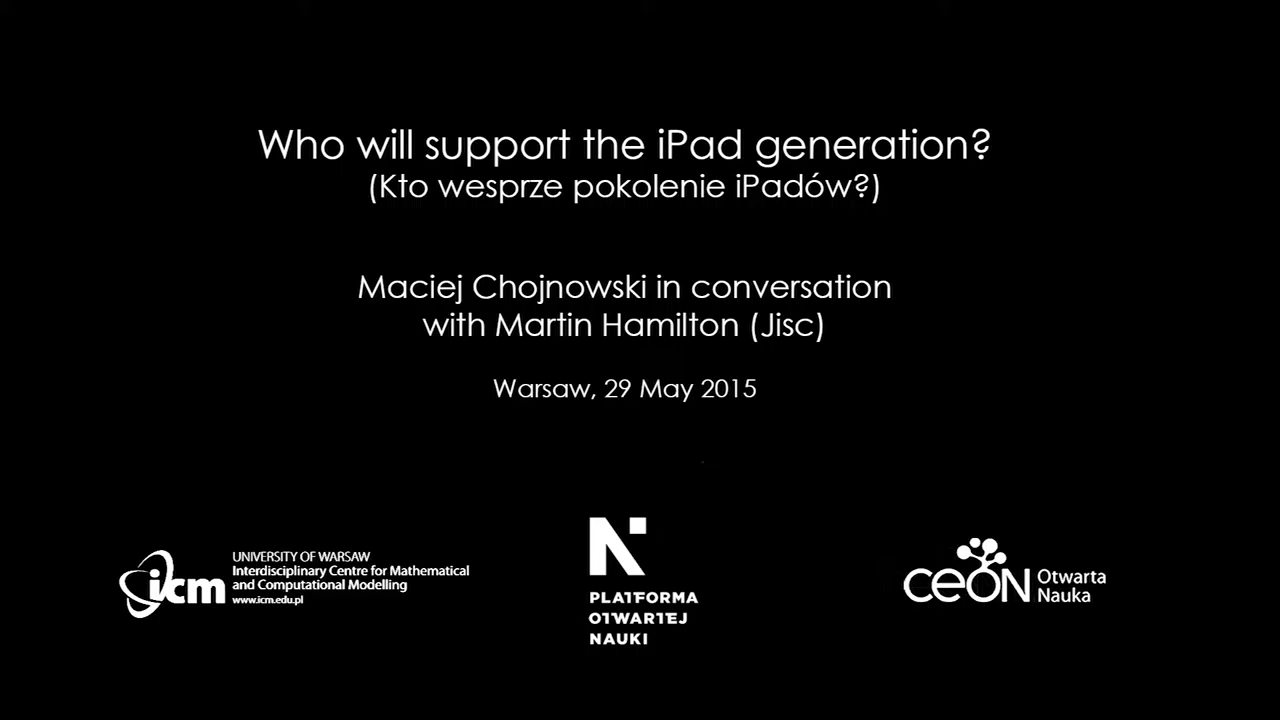 Who will support the iPad generation?
(Kto wesprze pokolenie iPadów?)
Maciej Chojnowski in conversation
with Martin Hamilton (Jisc)
Warsaw, 29 May 2015
icm
UNIVERSITY OF WARSAW
Interdisciplinary Centre for Mathematical
and Computational Modelling
www.icm.edu.pl
N
PLATFORMA
OTWARTEJ
NAUKI
CEON
Otwarta
Nauka